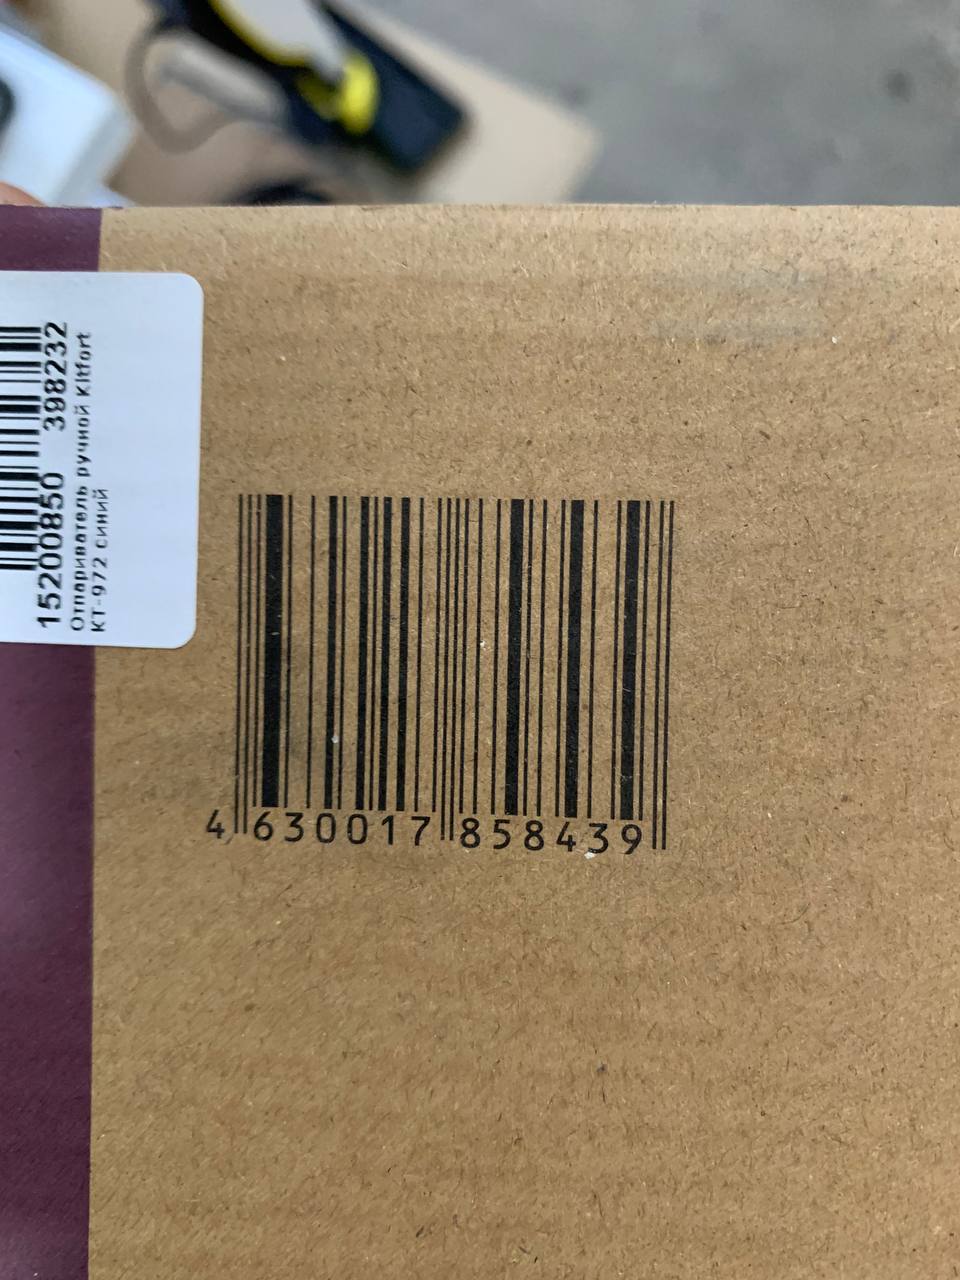 15200850 398232
Отпариватель ручной Kitfort
КТ-972 синий
4 630017 858439